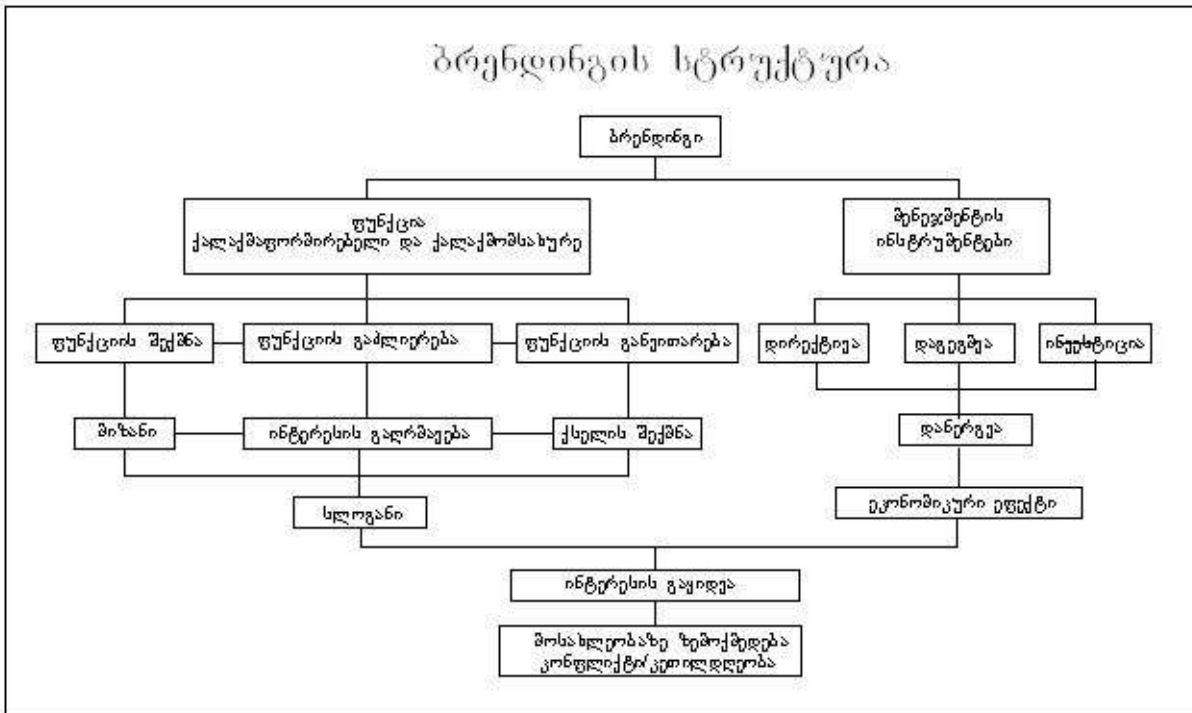 ბრენდინგის სტრუქტურა
ბრენდინგი
ფუნქცია
ქალაქმაფორმირებელი და ქალაქმომსახურე
მენეჯმენტის
ინსტრუმენტები
ფუნქციის შექმნა
ფუნქციის გაძლიერება
ფუნქციის განვითარება
დირექტივა
დაგეგმვა
ინვესტიცია
მიზანი
ინტერესის გაღრმავება
ქსელის შექმნა
დანერგვა
სლოგანი
ეკონომიკური ეფექტი
ინტერესის გაყიდვა
მოსახლეობაზე ზემოქმედება
კონფლიქტი/კეთილდღეობა